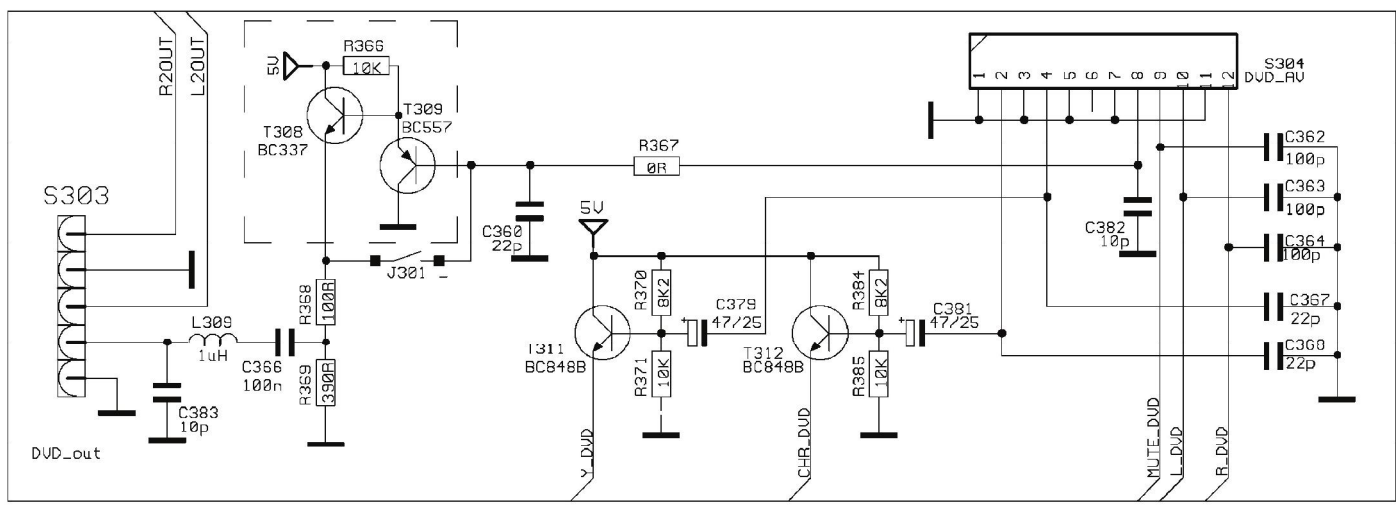 R2OUT
L2OUT
5V
R366
10K
T308
BC337
T309
BC557
S303
DVD_out
R367
0R
C360
22p
J301
-
R368
100R
L309
1uH
C366
100n
R369
390R
C383
10p
5V
R370
8K2
C379
47/25
+
T311
BC848B
R371
10K
Y_DVD
R384
8K2
C381
47/25
+
T312
BC848B
R385
10K
CHR_DVD
1 2 3 4 5 6 7 8 9 10 11 12
S304
DVD_AV
C382
10p
C362
100p
C363
100p
C364
100p
C367
22p
C368
22p
MUTE_DVD
L_DVD
R_DVD